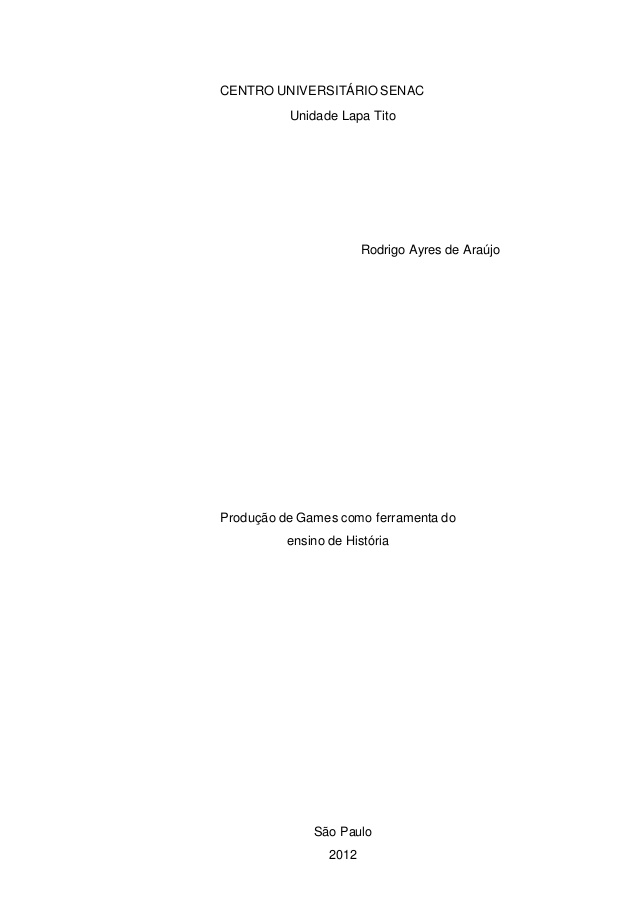 CENTRO UNIVERSITÁRIO SENAC
Unidade Lapa Tito
Rodrigo Ayres de Araújo
Produção de Games como ferramenta do
ensino de História
São Paulo
2012